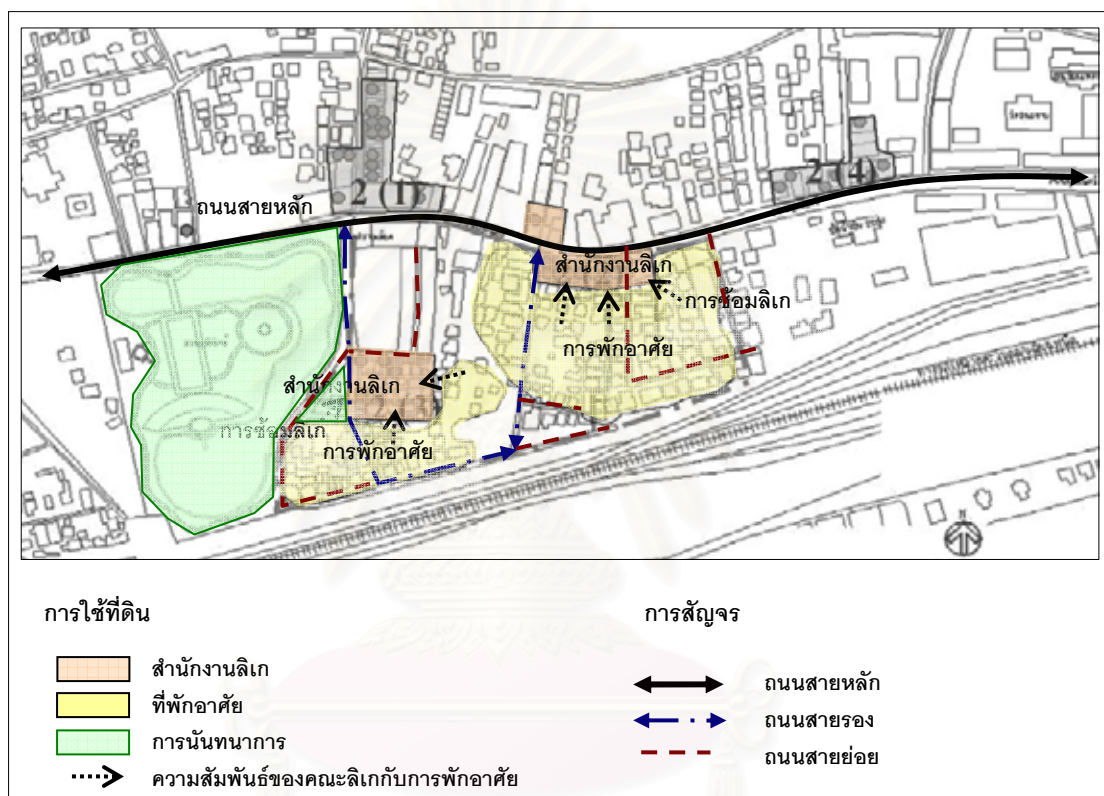 2 (1)
2 (4)
ถนนสายหลัก
สำนักงานลิเก
การซ้อมลิเก
การพักอาศัย
สำนักงานลิเก
การซ้อมลิเก
การพักอาศัย
N
การใช้ที่ดิน
การสัญจร
สำนักงานลิเก
ถนนสายหลัก
ที่พักอาศัย
ถนนสายรอง
การนันทนาการ
ถนนสายย่อย
ความสัมพันธ์ของคณะลิเกกับการพักอาศัย